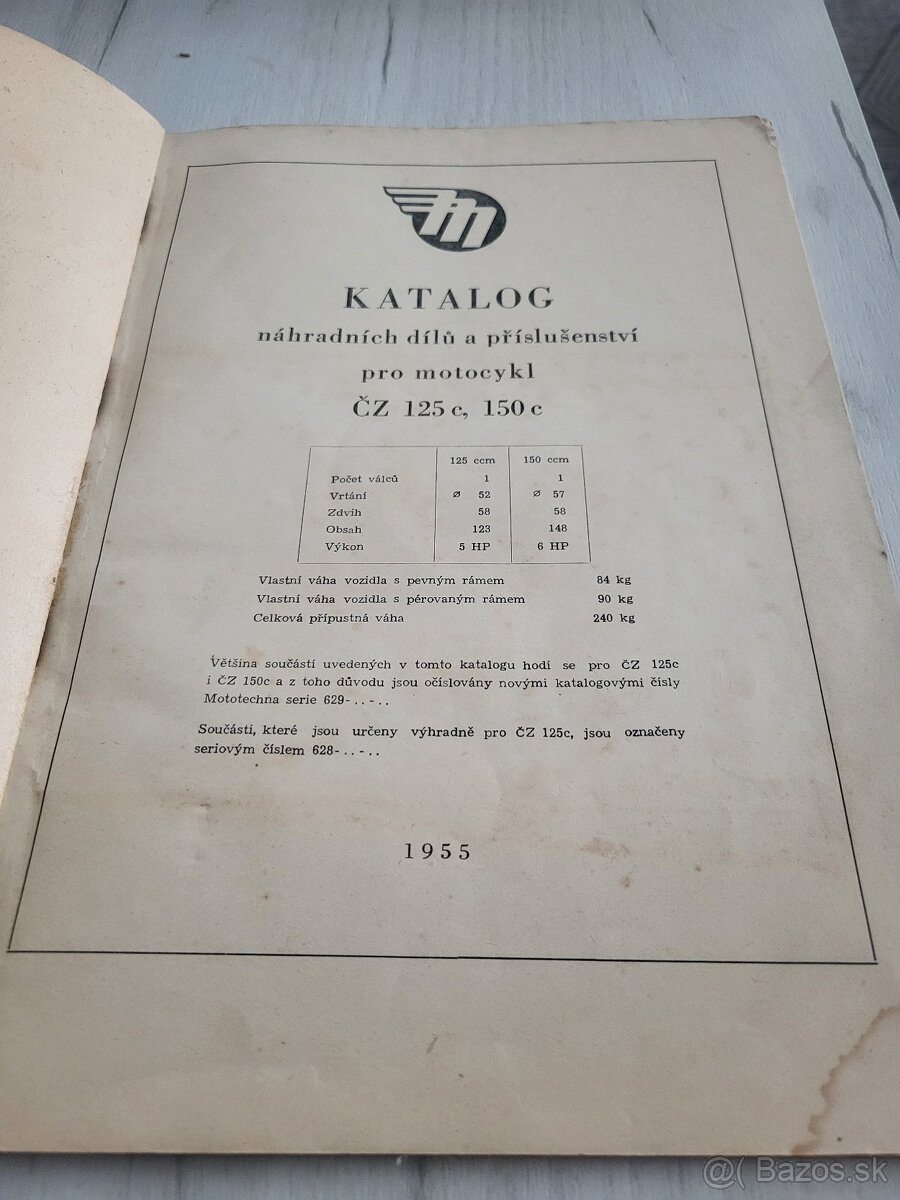 M
KATALOG
náhradních dílů a příslušenství
pro motocykl
ČZ 125 c, 150 c
125 ccm 150 ccm
Počet válců 1 1
Vrtání ⌀ 52 ⌀ 57
Zdvih 58 58
Obsah 123 148
Výkon 5 HP 6 HP
Vlastní váha vozidla s pevným rámem 84 kg
Vlastní váha vozidla s pérovaným rámem 90 kg
Celková přípustná váha 240 kg
Většina součástí uvedených v tomto katalogu hodí se pro ČZ 125c
i ČZ 150c a z toho důvodu jsou očíslovány novými katalogovými čísly
Mototechna serie 629-..-..
Součásti, které jsou určeny výhradně pro ČZ 125c, jsou označeny
seriovým číslem 628-..-..
1955
@( Bazos.sk